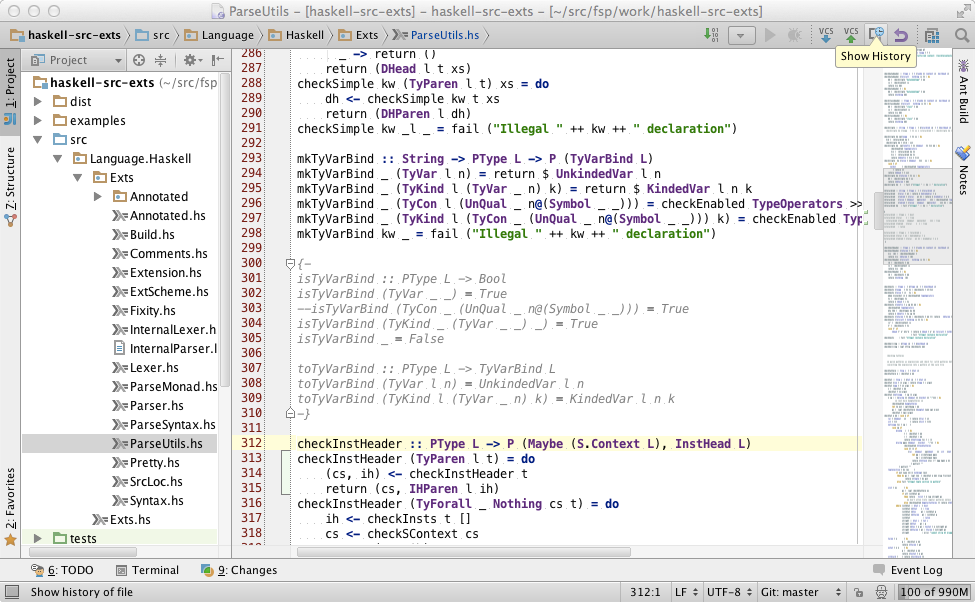 ParseUtils - [haskell-src-exts] - haskell-src-exts - [~/src/fsp/work/haskell-src-exts]
haskell-src-exts src Language Haskell Exts ParseUtils.hs VCS VCS
Show History
1: Project
Z: Structure
2: Favorites
Project
haskell-src-exts (~/src/fsp
dist
examples
src
Language.Haskell
Exts
Annotated
Annotated.hs
Build.hs
Comments.hs
Extension.hs
ExtScheme.hs
Fixity.hs
InternalLexer.h
InternalParser.l
Lexer.hs
ParseMonad.hs
Parser.hs
ParseSyntax.hs
ParseUtils.hs
Pretty.hs
SrcLoc.hs
Syntax.hs
Exts.hs
tests
286 _ -> return ()
287 return (DHead l t xs)
288 checkSimple kw (TyParen l t) xs = do
289 dh <- checkSimple kw t xs
290 return (DHParen l dh)
291 checkSimple kw _l _ = fail ("Illegal " ++ kw ++ " declaration")
292
293 mkTyVarBind :: String -> PType L -> P (TyVarBind L)
294 mkTyVarBind _ (TyVar l n) = return $ UnkindedVar l n
295 mkTyVarBind _ (TyKind l (TyVar _ n) k) = return $ KindedVar l n k
296 mkTyVarBind _ (TyCon l (UnQual _ n@(Symbol _ _))) = checkEnabled TypeOperators >>
297 mkTyVarBind _ (TyKind l (TyCon _ (UnQual _ n@(Symbol _ _))) k) = checkEnabled Typ
298 mkTyVarBind kw _ = fail ("Illegal " ++ kw ++ " declaration")
299
300 {-
301 isTyVarBind :: PType L -> Bool
302 isTyVarBind (TyVar _ _) = True
303 --isTyVarBind (TyCon _ (UnQual _ n@(Symbol _ _))) = True
304 isTyVarBind (TyKind _ (TyVar _ _) _) = True
305 isTyVarBind _ = False
306
307 toTyVarBind :: PType L -> TyVarBind L
308 toTyVarBind (TyVar l n) = UnkindedVar l n
309 toTyVarBind (TyKind l (TyVar _ n) k) = KindedVar l n k
310 -}
311
312 checkInstHeader :: PType L -> P (Maybe (S.Context L), InstHead L)
313 checkInstHeader (TyParen l t) = do
314 (cs, ih) <- checkInstHeader t
315 return (cs, IHParen l ih)
316 checkInstHeader (TyForall _ Nothing cs t) = do
317 ih <- checkInsts t []
318 cs <- checkSContext cs
Ant Build
Notes
6: TODO Terminal 9: Changes Event Log
Show history of file 312:1 LF UTF-8 Git: master 100 of 990M